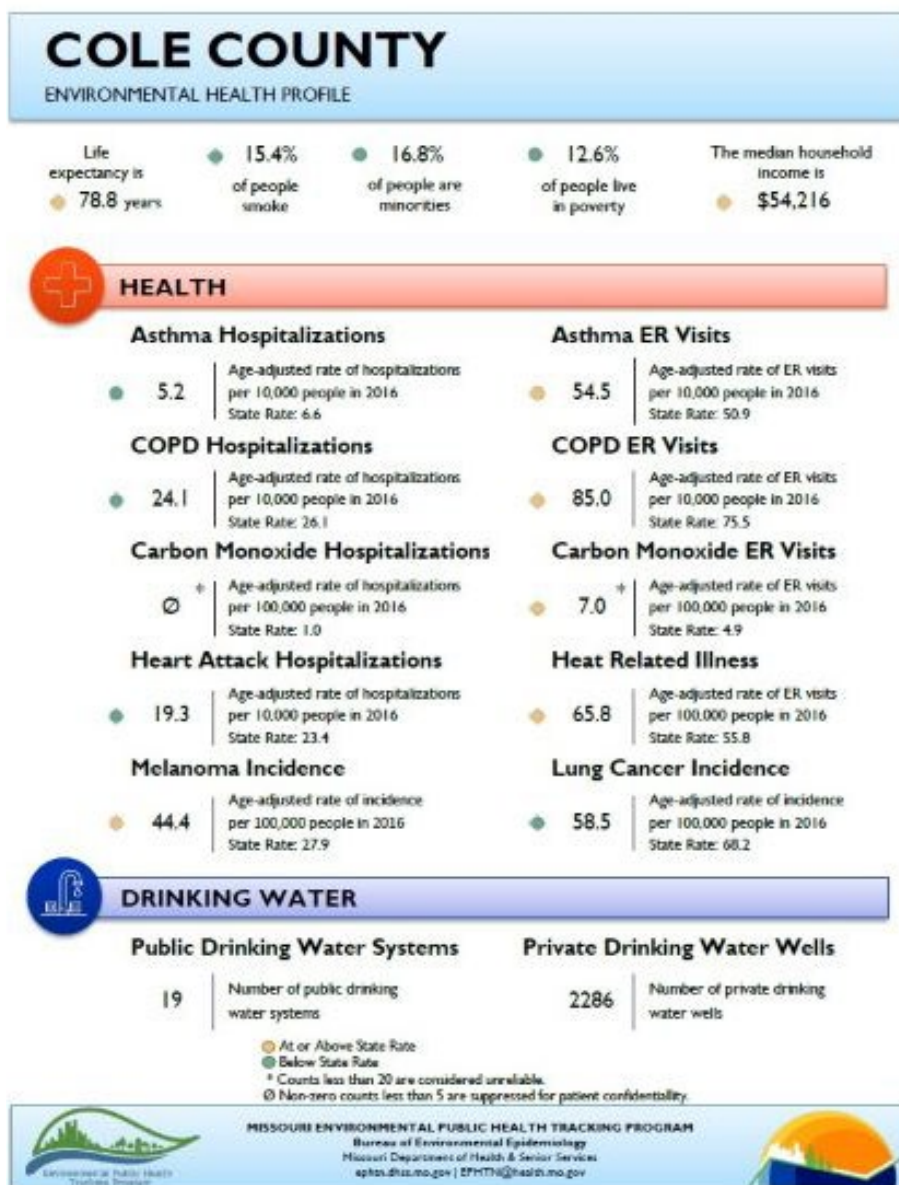 COLE COUNTY
ENVIRONMENTAL HEALTH PROFILE
Life
expectancy is
78.8 years
15.4%
of people
smoke
16.8%
of people are
minorities
12.6%
of people live
in poverty
The median household
income is
$54,216
HEALTH
Asthma Hospitalizations
5.2
Age-adjusted rate of hospitalizations
per 10,000 people in 2016
State Rate: 6.6
Asthma ER Visits
54.5
Age-adjusted rate of ER visits
per 10,000 people in 2016
State Rate: 50.9
COPD Hospitalizations
24.1
Age-adjusted rate of hospitalizations
per 10,000 people in 2016
State Rate: 26.1
COPD ER Visits
85.0
Age-adjusted rate of ER visits
per 10,000 people in 2016
State Rate: 75.5
Carbon Monoxide Hospitalizations
Ø *
Age-adjusted rate of hospitalizations
per 100,000 people in 2016
State Rate: 1.0
Carbon Monoxide ER Visits
7.0 *
Age-adjusted rate of ER visits
per 100,000 people in 2016
State Rate: 4.9
Heart Attack Hospitalizations
19.3
Age-adjusted rate of hospitalizations
per 10,000 people in 2016
State Rate: 23.4
Heat Related Illness
65.8
Age-adjusted rate of ER visits
per 100,000 people in 2016
State Rate: 55.8
Melanoma Incidence
44.4
Age-adjusted rate of incidence
per 100,000 people in 2016
State Rate: 27.9
Lung Cancer Incidence
58.5
Age-adjusted rate of incidence
per 100,000 people in 2016
State Rate: 68.2
DRINKING WATER
Public Drinking Water Systems
19
Number of public drinking
water systems
Private Drinking Water Wells
2286
Number of private drinking
water wells
At or Above State Rate
Below State Rate
* Counts less than 20 are considered unreliable.
Ø Non-zero counts less than 5 are suppressed for patient confidentiallity.
MISSOURI ENVIRONMENTAL PUBLIC HEALTH TRACKING PROGRAM
Bureau of Environmental Epidemiology
Missouri Department of Health & Senior Services
ephtn.dhss.mo.gov | EPHTN@health.mo.gov
Environmental Public Health
Tracking Program